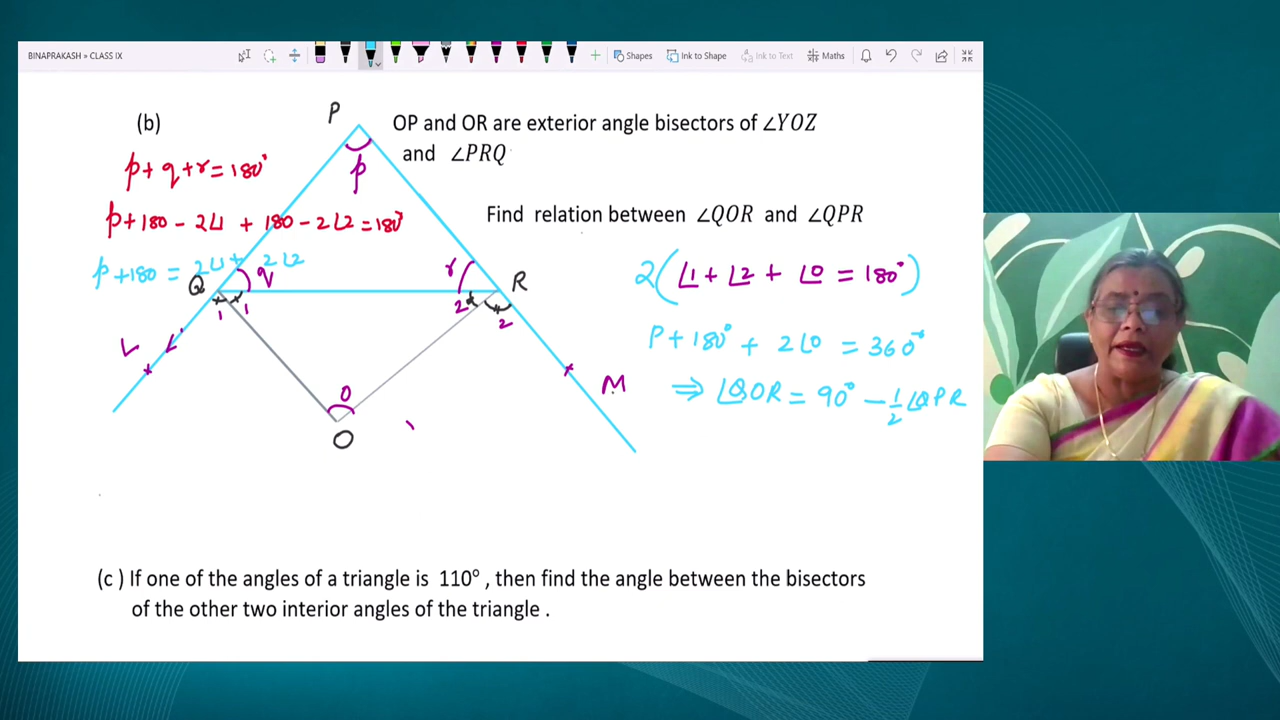 BINAPRAKASH » CLASS IX
Shapes
Ink to Shape
Ink to Text
Maths
(b)
P
OP and OR are exterior angle bisectors of ∠YOZ
and ∠PRQ
p + q + r = 180°
p
p + 180 - 2∠1 + 180 - 2∠2 = 180°
Find relation between ∠QOR and ∠QPR
p + 180 = 2∠1 + 2∠2
2(∠1 + ∠2 + ∠O = 180°)
Q
q
r
R
1
1
2
2
P + 180° + 2∠O = 360°
L
L
M
⇒ ∠QOR = 90° - 1/2 ∠QPR
O
O
(c ) If one of the angles of a triangle is 110° , then find the angle between the bisectors
of the other two interior angles of the triangle .